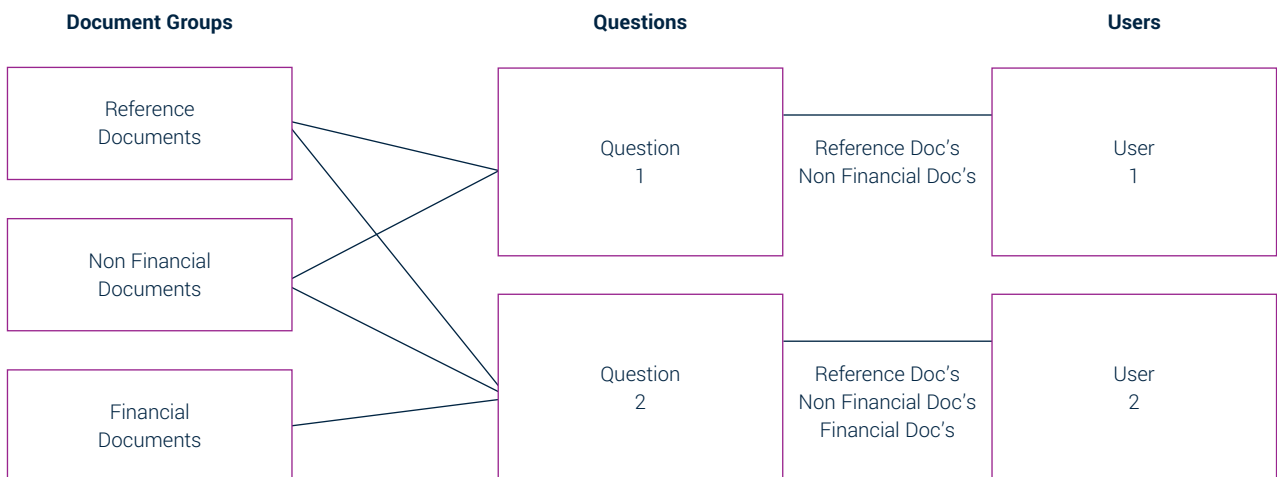 Document Groups
Questions
Users
Reference
Documents
Question
1
Reference Doc's
Non Financial Doc's
User
1
Non Financial
Documents
Financial
Documents
Question
2
Reference Doc's
Non Financial Doc's
Financial Doc's
User
2